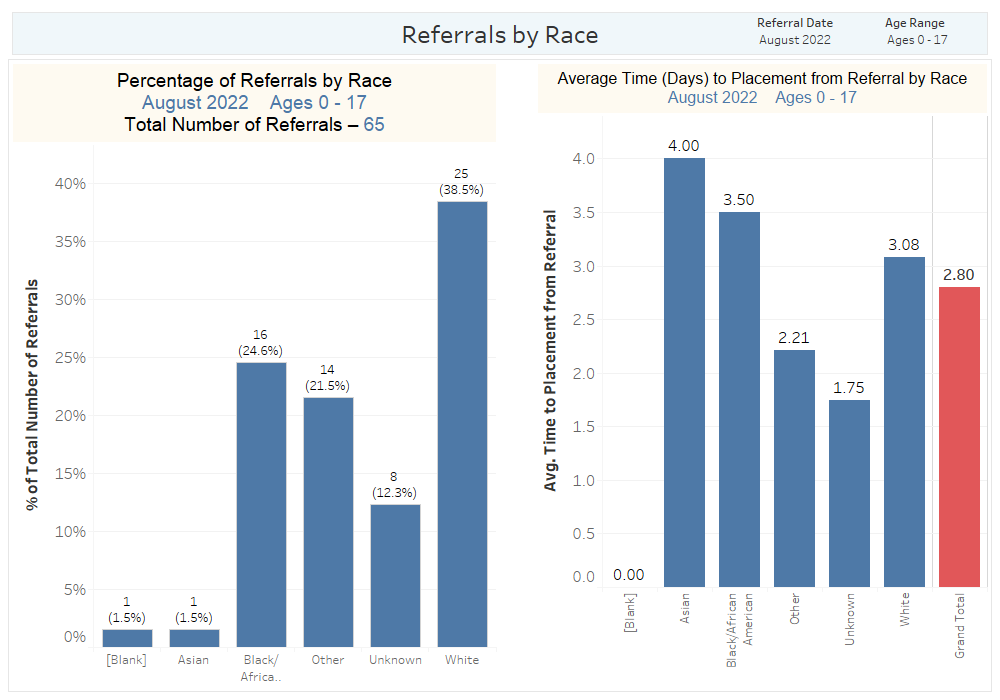 Referrals by Race
Referral Date
August 2022
Age Range
Ages 0 - 17
Percentage of Referrals by Race
August 2022 Ages 0 - 17
Total Number of Referrals – 65
% of Total Number of Referrals
40%
35%
30%
25%
20%
15%
10%
5%
0%
1
(1.5%)
1
(1.5%)
16
(24.6%)
14
(21.5%)
8
(12.3%)
25
(38.5%)
[Blank]
Asian
Black/
Africa..
Other
Unknown
White
Average Time (Days) to Placement from Referral by Race
August 2022 Ages 0 - 17
Avg. Time to Placement from Referral
4.0
3.5
3.0
2.5
2.0
1.5
1.0
0.5
0.0
0.00
4.00
3.50
2.21
1.75
3.08
2.80
[Blank]
Asian
Black/African
American
Other
Unknown
White
Grand Total